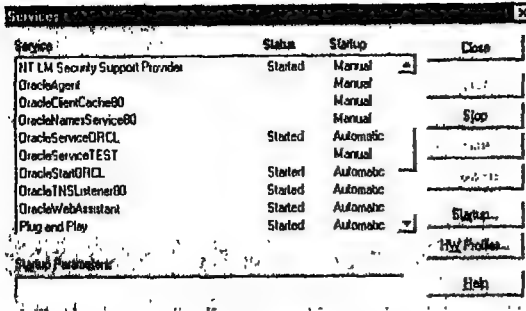 Services
Service Status Startup
NT LM Security Support Provider Started Manual
OracleAgent Manual
OracleClientCache80 Manual
OracleNamesService80 Manual
OracleServiceORCL Started Automatic
OracleServiceTEST Manual
OracleStartORCL Started Automatic
OracleTNSListener80 Started Automatic
OracleWebAssistant Started Automatic
Plug and Play Started Automatic
Startup Parameters:
Close
Stop
Startup...
HW Profiles...
Help